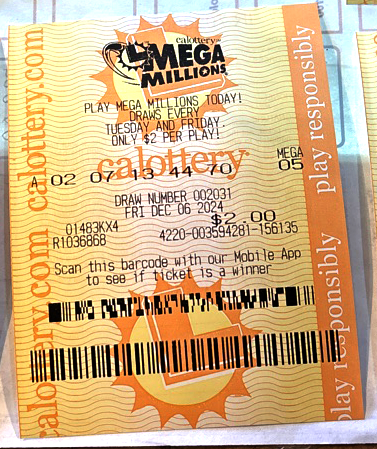 calottery™
MEGA
MILLIONS
PLAY MEGA MILLIONS TODAY!
DRAWS EVERY
TUESDAY AND FRIDAY
ONLY $2 PER PLAY!
calottery™
MEGA
A 02 07 13 44 70 05
DRAW NUMBER 002031
FRI DEC 06 2024
$2.00
01483KX4
R1036868 4220-003594281-156135
Scan this barcode with our Mobile App
to see if ticket is a winner
calottery.com calottery.com
play responsibly
play responsibly